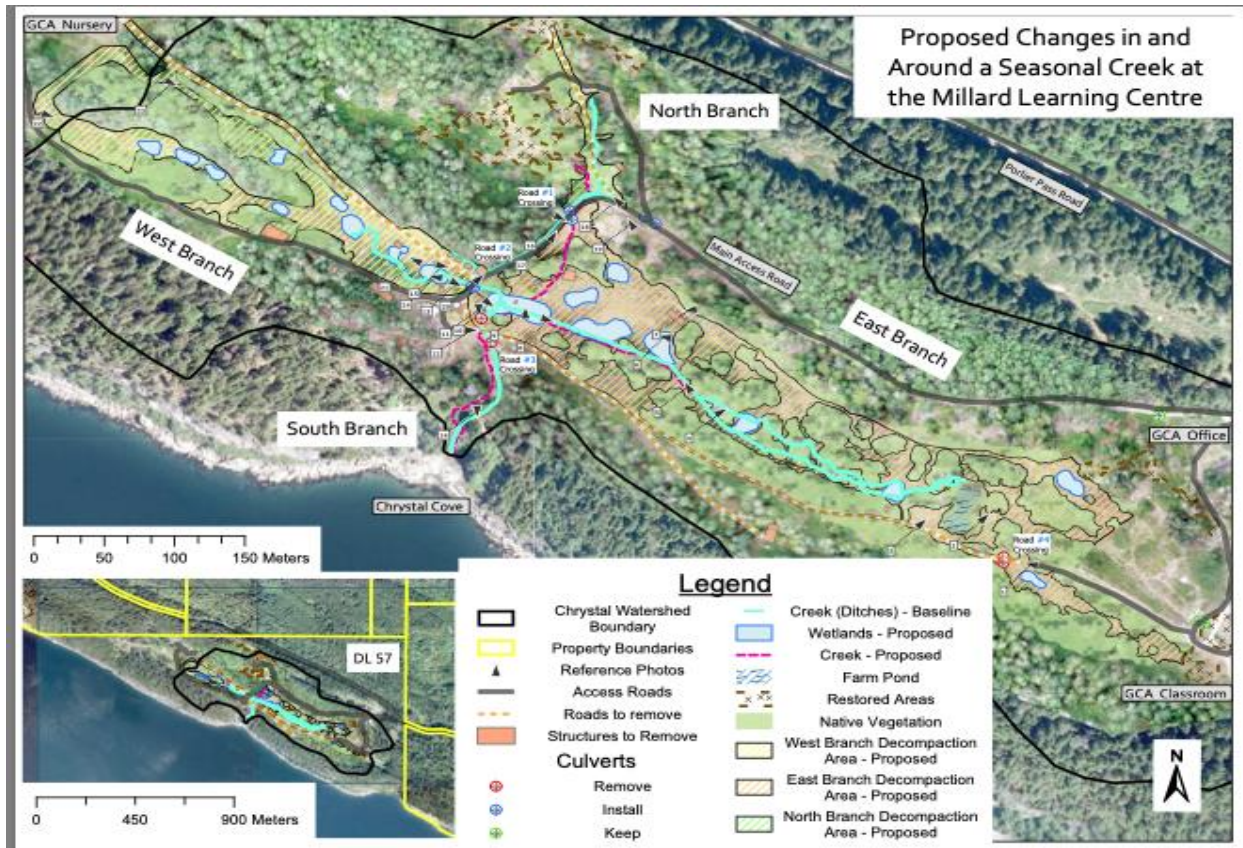 GCA Nursery
Proposed Changes in and
Around a Seasonal Creek at
the Millard Learning Centre
North Branch
Porlier Pass Road
Road #1
Crossing
West Branch
Road #2
Crossing
Main Access Road
East Branch
Road #3
Crossing
South Branch
GCA Office
Chrystal Cove
Road #4
Crossing
0 50 100 150 Meters
DL 57
0 450 900 Meters
GCA Classroom
N
Legend
Chrystal Watershed
Boundary
Property Boundaries
Reference Photos
Access Roads
Roads to remove
Structures to Remove
Culverts
Remove
Install
Keep
Creek (Ditches) - Baseline
Wetlands - Proposed
Creek - Proposed
Farm Pond
Restored Areas
Native Vegetation
West Branch Decompaction
Area - Proposed
East Branch Decompaction
Area - Proposed
North Branch Decompaction
Area - Proposed